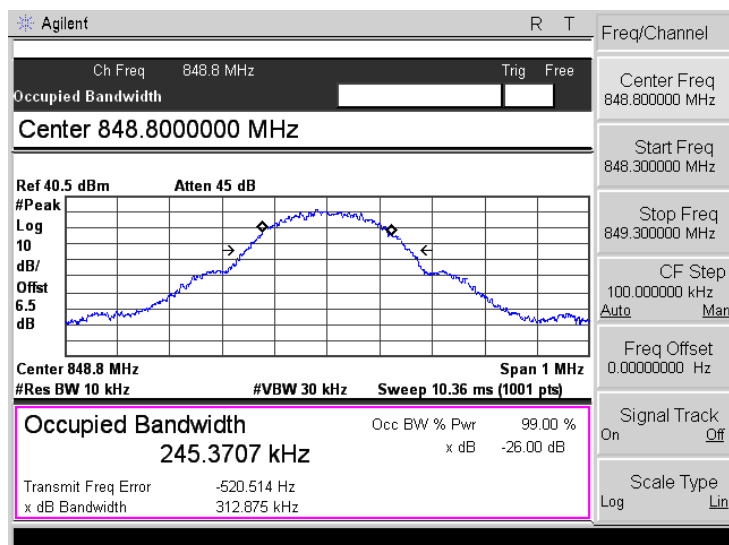 Agilent R T
Freq/Channel
Ch Freq 848.8 MHz Trig Free
Occupied Bandwidth
Center 848.8000000 MHz
Ref 40.5 dBm Atten 45 dB
#Peak
Log
10
dB/
Offst
6.5
dB
Center 848.8 MHz Span 1 MHz
#Res BW 10 kHz #VBW 30 kHz Sweep 10.36 ms (1001 pts)
Occupied Bandwidth
245.3707 kHz
Occ BW % Pwr 99.00 %
x dB -26.00 dB
Transmit Freq Error -520.514 Hz
x dB Bandwidth 312.875 kHz
Center Freq
848.800000 MHz
Start Freq
848.300000 MHz
Stop Freq
849.300000 MHz
CF Step
100.000000 kHz
Auto Man
Freq Offset
0.00000000 Hz
Signal Track
On Off
Scale Type
Log Lin